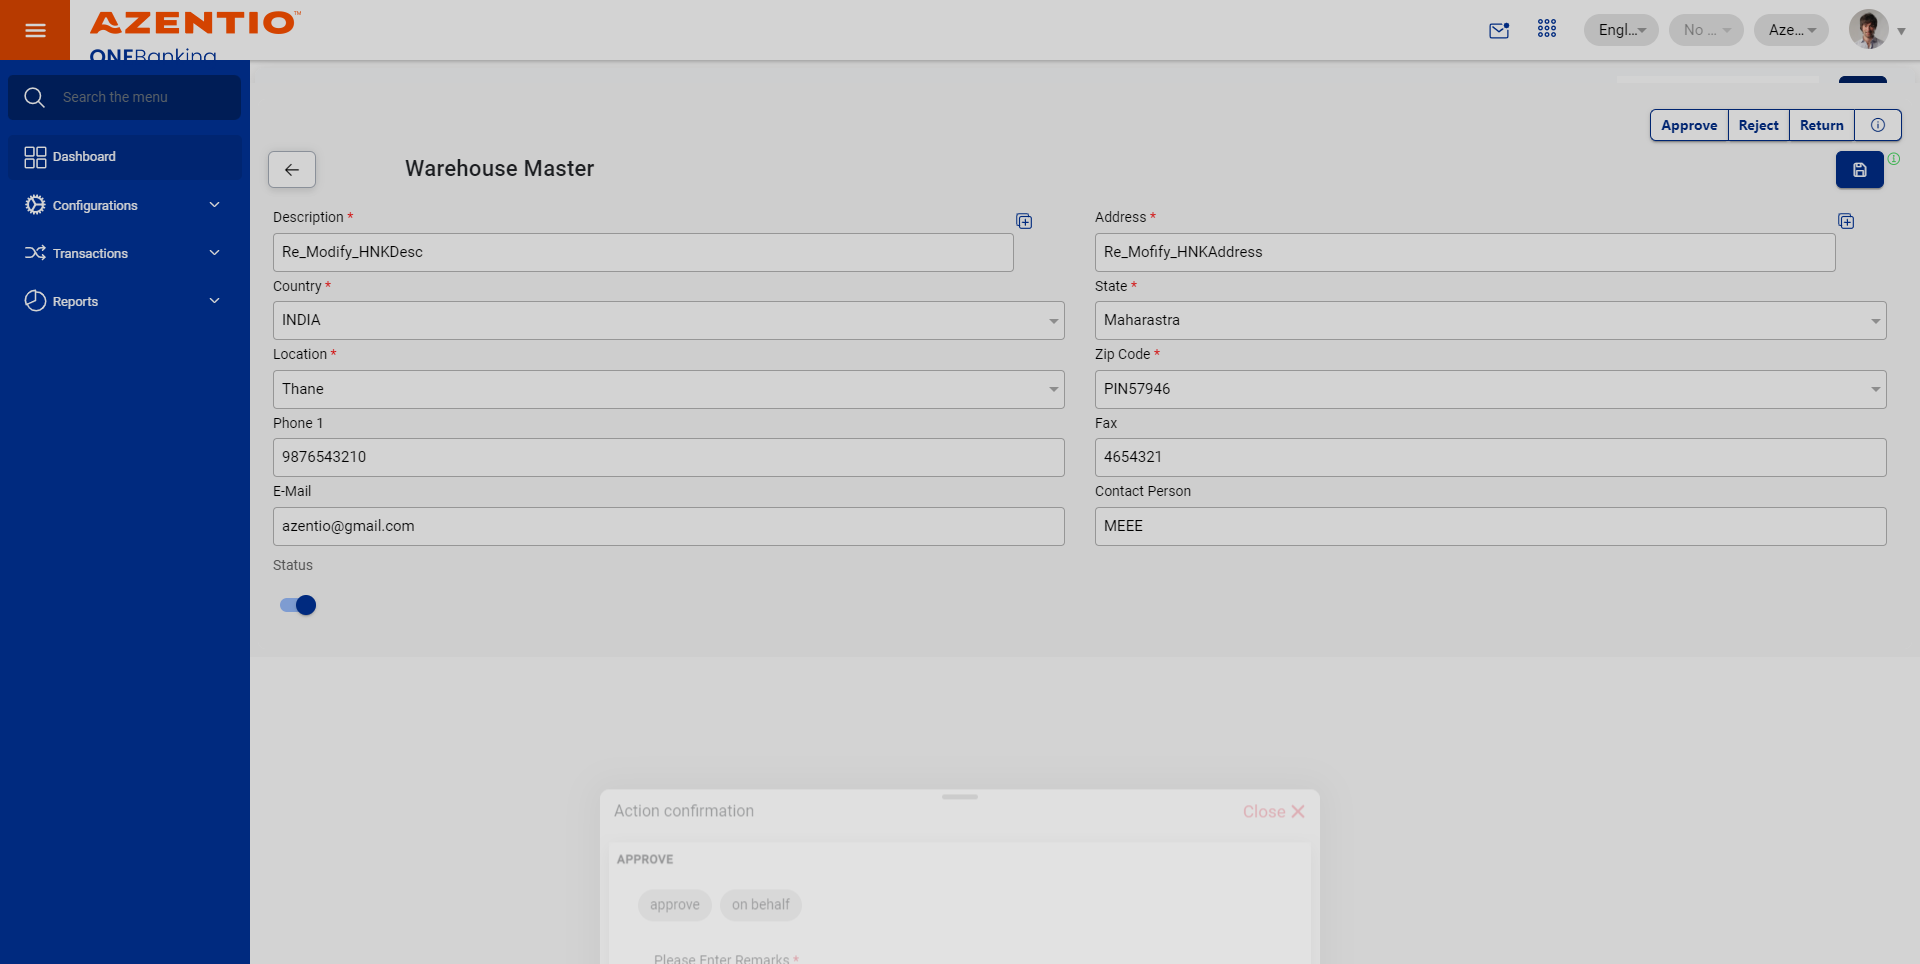 AZENTIO™
ONEBanking
Engl...
No ...
Aze...
Search the menu
Dashboard
Configurations
Transactions
Reports
Approve
Reject
Return
Warehouse Master
Description *
Address *
Re_Modify_HNKDesc
Re_Mofify_HNKAddress
Country *
State *
INDIA
Maharastra
Location *
Zip Code *
Thane
PIN57946
Phone 1
Fax
9876543210
4654321
E-Mail
Contact Person
azentio@gmail.com
MEEE
Status
Action confirmation
Close
APPROVE
approve
on behalf
Please Enter Remarks *